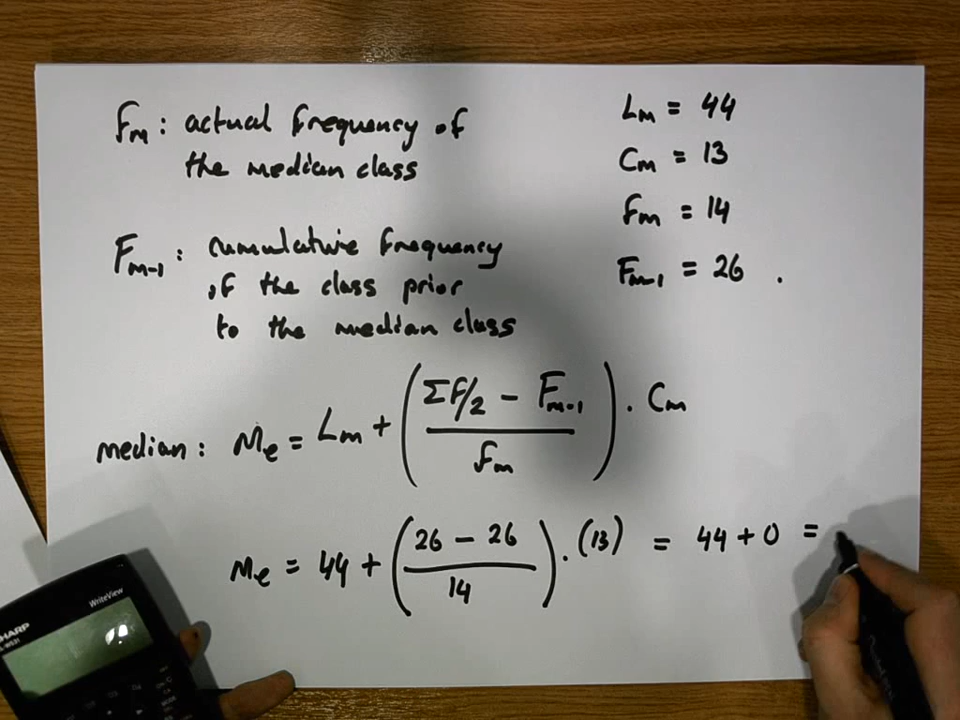 fm : actual frequency of
the median class
Fm-1 : cumulative frequency
of the class prior
to the median class
Lm = 44
Cm = 13
fm = 14
Fm-1 = 26 .
median : Me = Lm + ( (Σf/2 − Fm-1) / fm ) . Cm
Me = 44 + ( (26 − 26) / 14 ) . (13) = 44 + 0 =
SHARP
WriteView